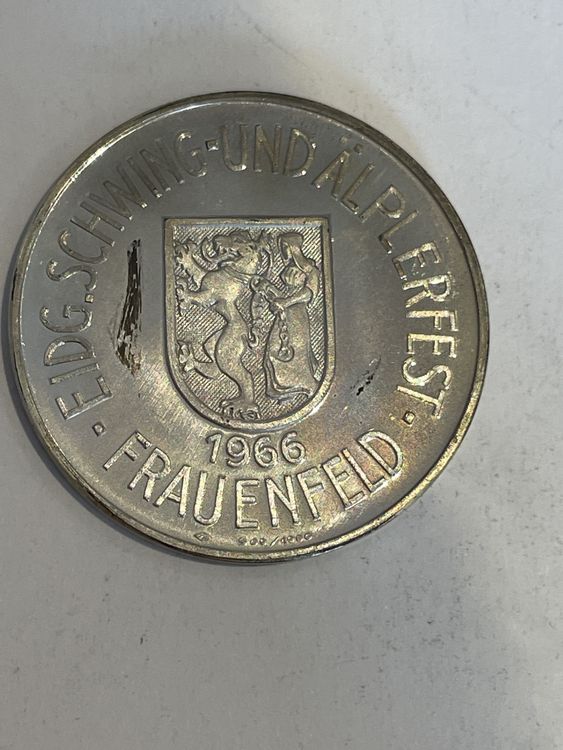 EIDG. SCHWING- UND ÄLPLERFEST ·
1966
· FRAUENFELD